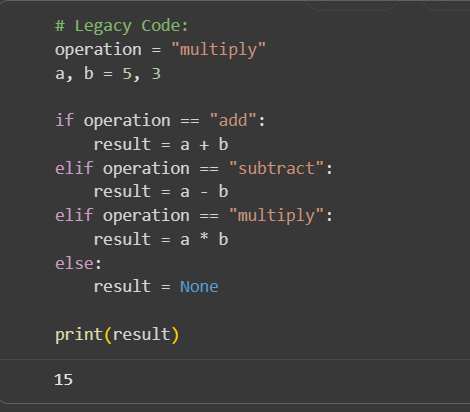 # Legacy Code:
operation = "multiply"
a, b = 5, 3
if operation == "add":
    result = a + b
elif operation == "subtract":
    result = a - b
elif operation == "multiply":
    result = a * b
else:
    result = None
print(result)
15